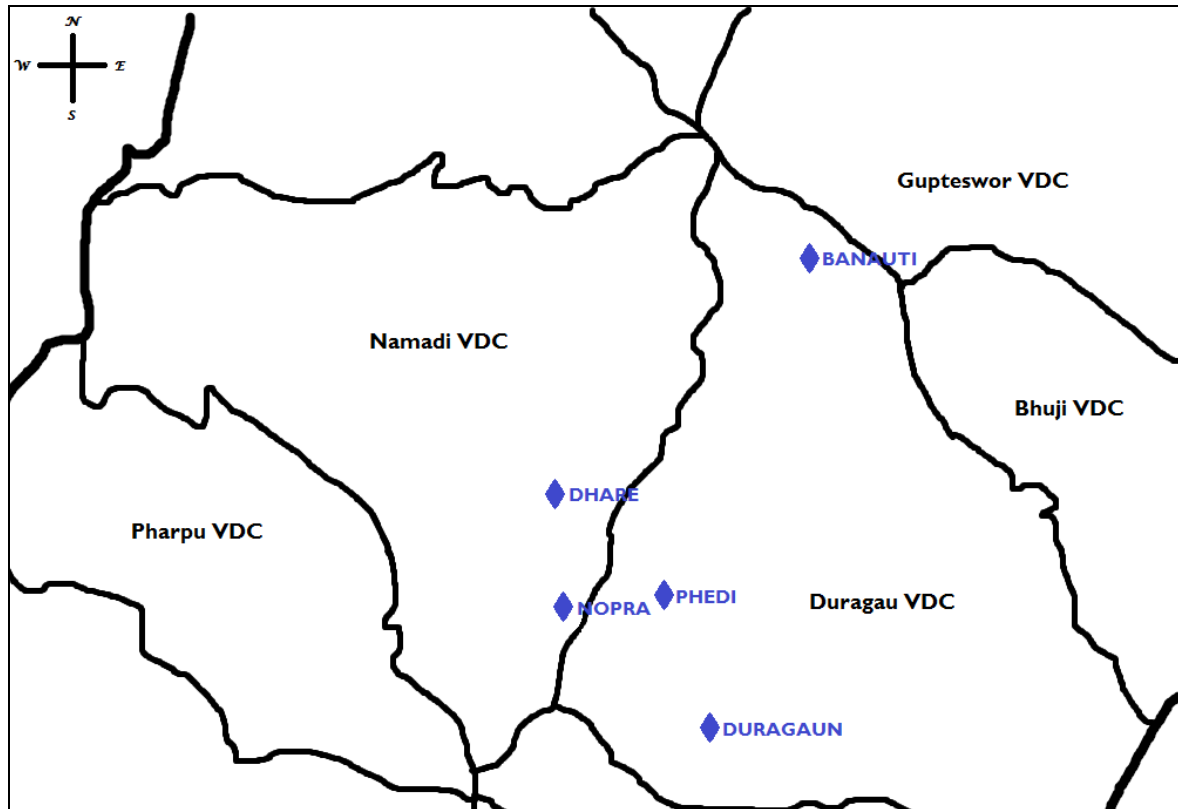 N
W E
S
Gupteswor VDC
BANAUTI
Namadi VDC
Bhuji VDC
DHARE
Pharpu VDC
PHEDI
NOPRA
Duragau VDC
DURAGAUN